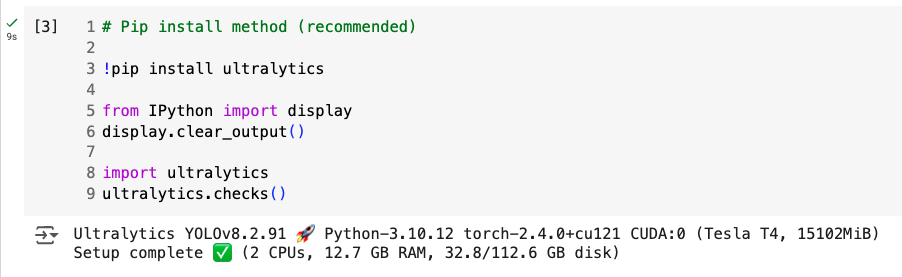 [3]
1 # Pip install method (recommended)
2
3 !pip install ultralytics
4
5 from IPython import display
6 display.clear_output()
7
8 import ultralytics
9 ultralytics.checks()
9s
Ultralytics YOLOv8.2.91 🚀 Python-3.10.12 torch-2.4.0+cu121 CUDA:0 (Tesla T4, 15102MiB)
Setup complete ✅ (2 CPUs, 12.7 GB RAM, 32.8/112.6 GB disk)